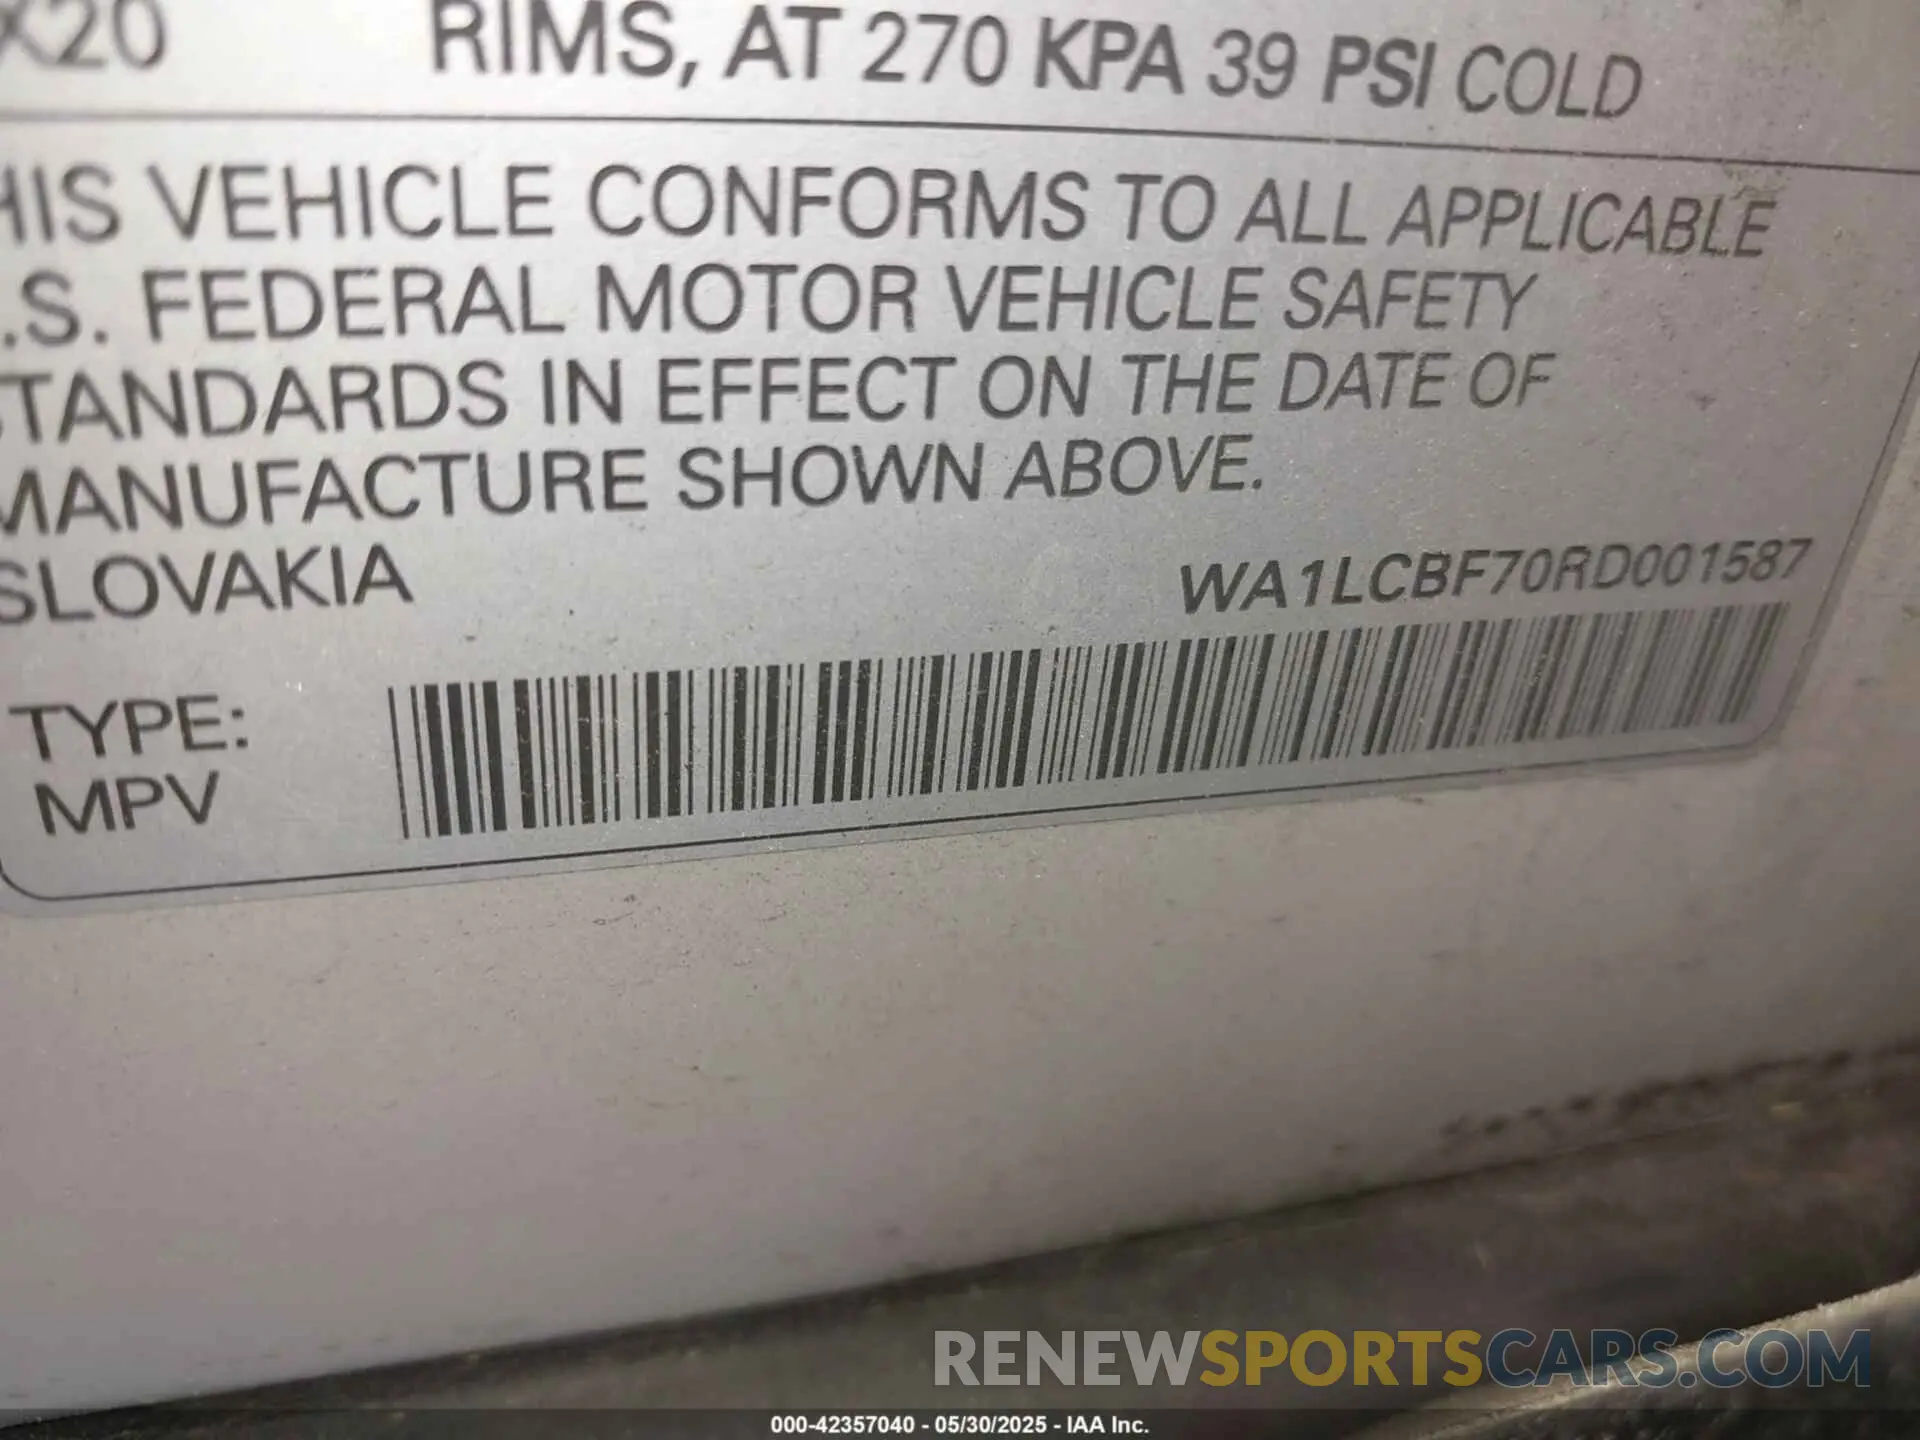 X20 RIMS, AT 270 KPA 39 PSI COLD
HIS VEHICLE CONFORMS TO ALL APPLICABLE
.S. FEDERAL MOTOR VEHICLE SAFETY
STANDARDS IN EFFECT ON THE DATE OF
MANUFACTURE SHOWN ABOVE.
SLOVAKIA WA1LCBF70RD001587
TYPE:
MPV
RENEWSPORTSCARS.COM
000-42357040 - 05/30/2025 - IAA Inc.